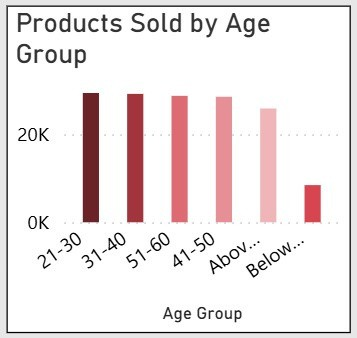 Products Sold by Age
Group
20K
0K
21-30
31-40
51-60
41-50
Abov...
Below...
Age Group